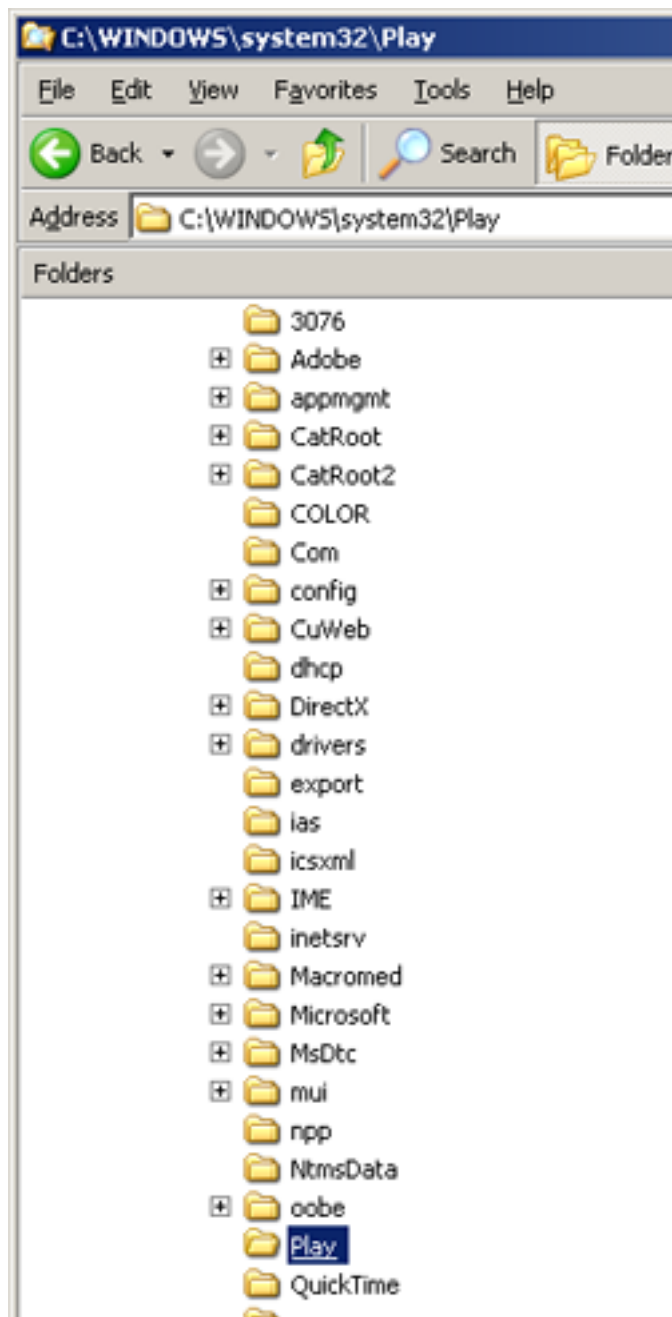 C:\WINDOWS\system32\Play
File Edit View Favorites Tools Help
Back Search Folder
Address C:\WINDOWS\system32\Play
Folders
3076
Adobe
appmgmt
CatRoot
CatRoot2
COLOR
Com
config
CuWeb
dhcp
DirectX
drivers
export
ias
icsxml
IME
inetsrv
Macromed
Microsoft
MsDtc
mui
npp
NtmsData
oobe
Play
QuickTime